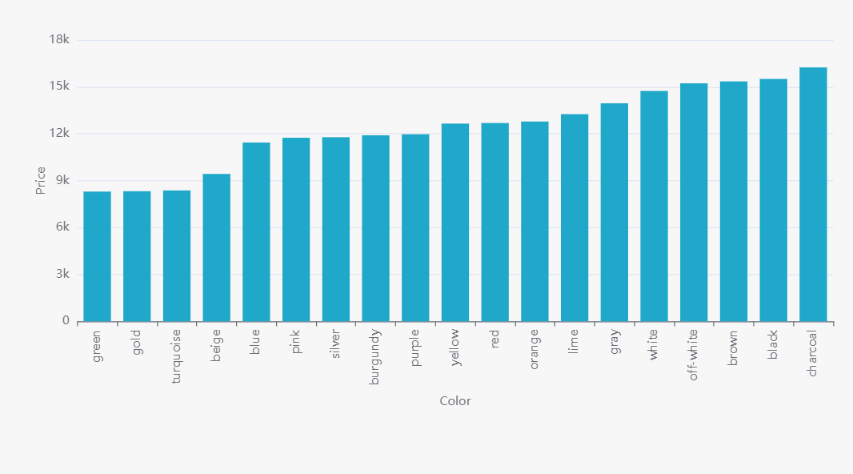 18k
15k
12k
9k
6k
3k
0
Price
green
gold
turquoise
beige
blue
pink
silver
burgundy
purple
yellow
red
orange
lime
gray
white
off-white
brown
black
charcoal
Color